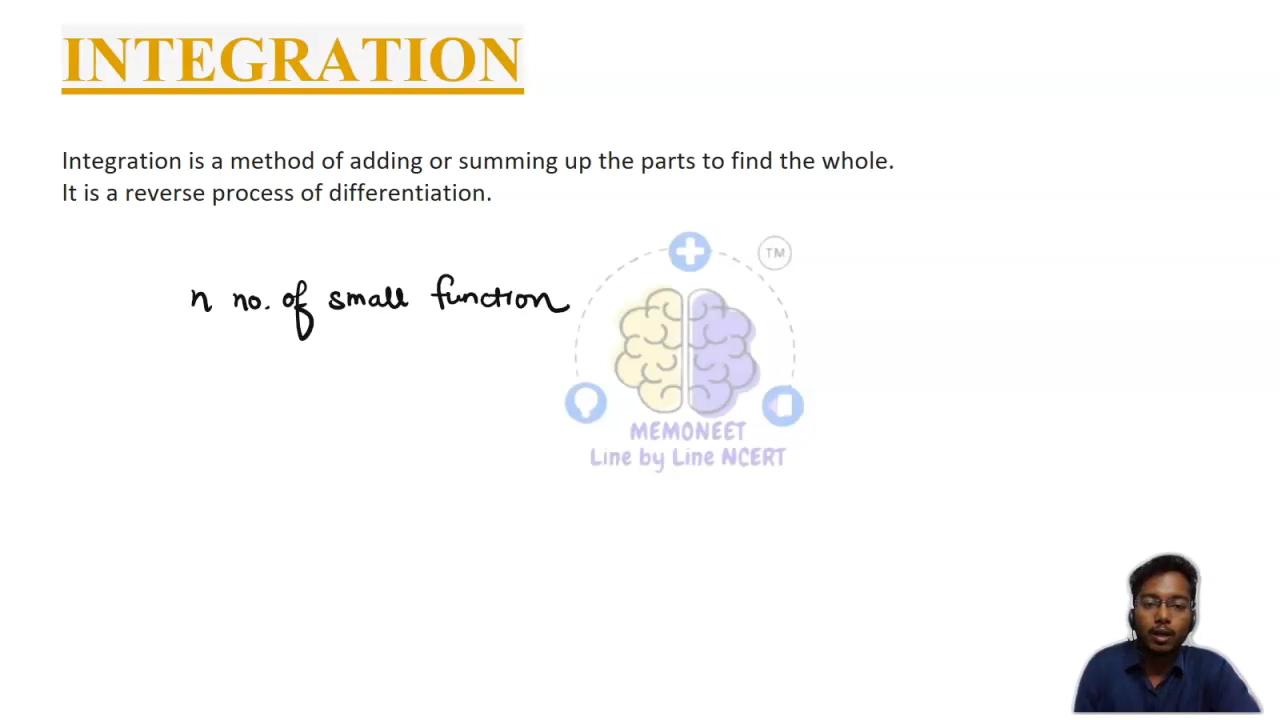 INTEGRATION
Integration is a method of adding or summing up the parts to find the whole.
It is a reverse process of differentiation.
n no. of small function
TM
MEMONEET
Line by Line NCERT